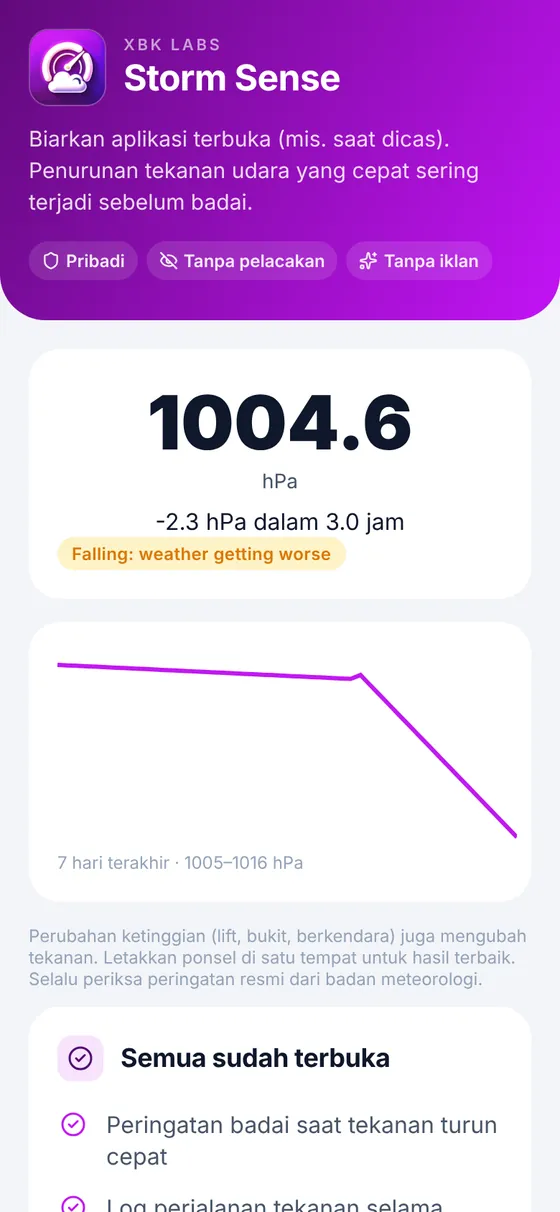 XBK LABS
Storm Sense
Biarkan aplikasi terbuka (mis. saat dicas).
Penurunan tekanan udara yang cepat sering
terjadi sebelum badai.
Pribadi
Tanpa pelacakan
Tanpa iklan
1004.6
hPa
-2.3 hPa dalam 3.0 jam
Falling: weather getting worse
7 hari terakhir · 1005–1016 hPa
Perubahan ketinggian (lift, bukit, berkendara) juga mengubah
tekanan. Letakkan ponsel di satu tempat untuk hasil terbaik.
Selalu periksa peringatan resmi dari badan meteorologi.
Semua sudah terbuka
Peringatan badai saat tekanan turun
cepat
Log perjalanan tekanan selama